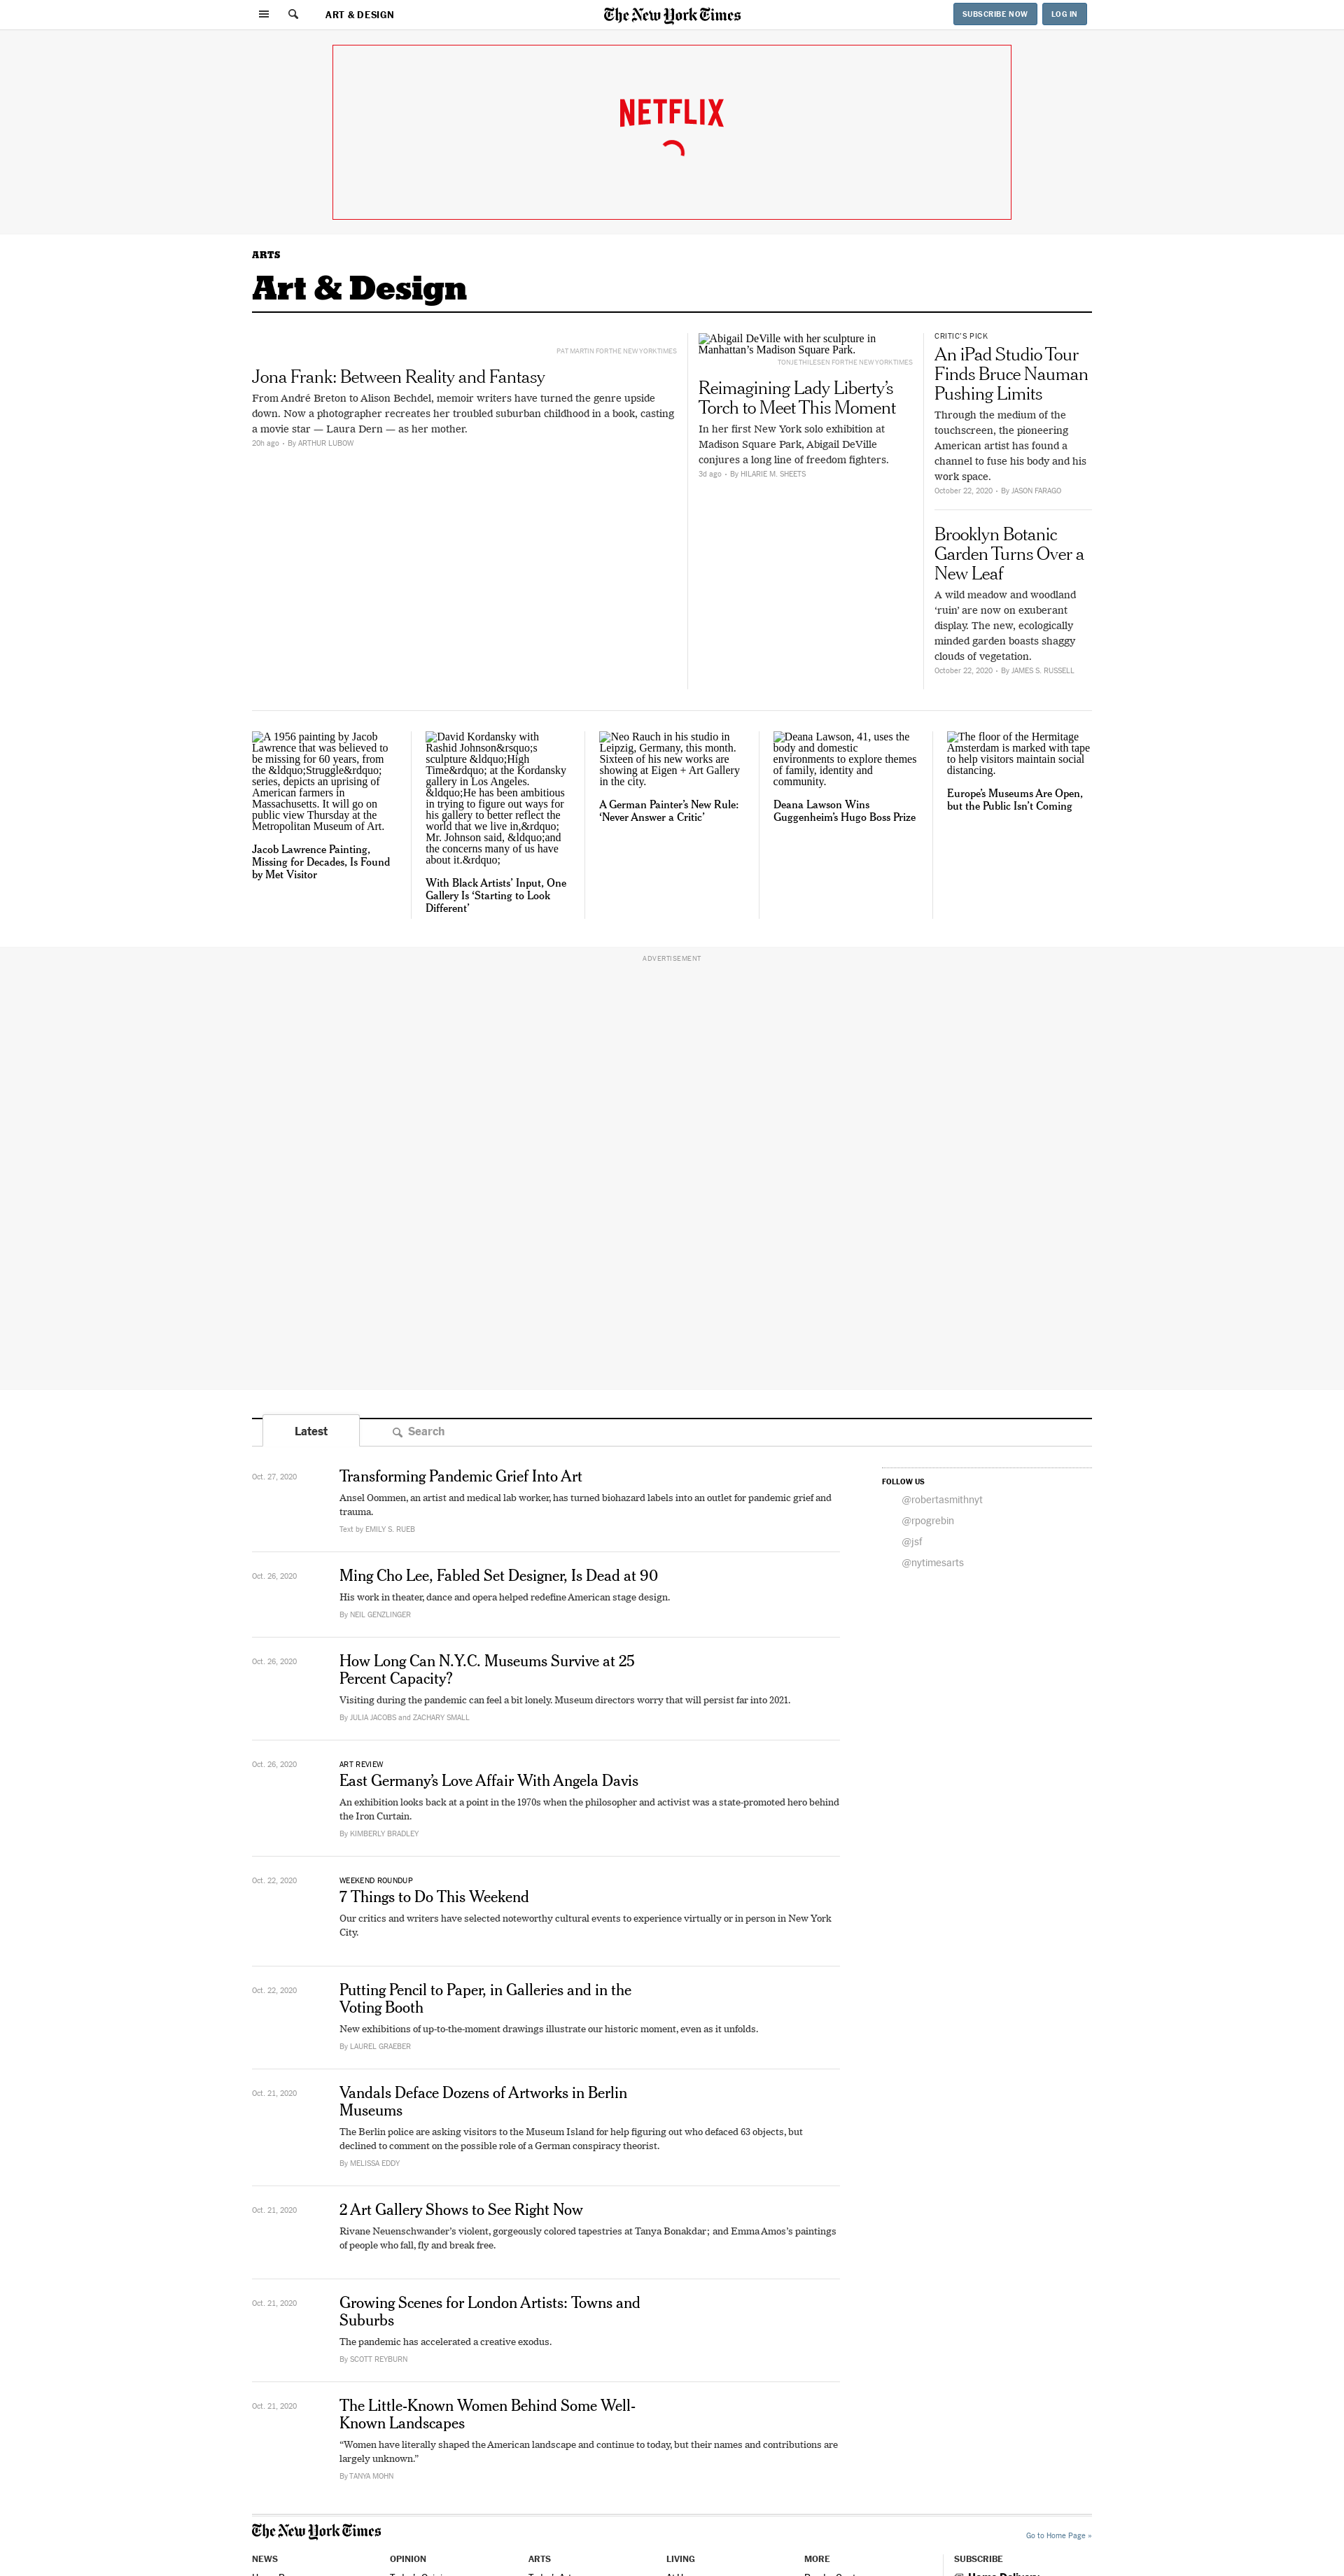 ART & DESIGN
The New York Times
SUBSCRIBE NOW
LOG IN
NETFLIX
ARTS
Art & Design
PAT MARTIN FOR THE NEW YORK TIMES
Jona Frank: Between Reality and Fantasy
From André Breton to Alison Bechdel, memoir writers have turned the genre upside
down. Now a photographer recreates her troubled suburban childhood in a book, casting
a movie star — Laura Dern — as her mother.
20h ago • By ARTHUR LUBOW
Abigail DeVille with her sculpture in
Manhattan’s Madison Square Park.
TONJE THILESEN FOR THE NEW YORK TIMES
Reimagining Lady Liberty’s
Torch to Meet This Moment
In her first New York solo exhibition at
Madison Square Park, Abigail DeVille
conjures a long line of freedom fighters.
3d ago • By HILARIE M. SHEETS
CRITIC’S PICK
An iPad Studio Tour
Finds Bruce Nauman
Pushing Limits
Through the medium of the
touchscreen, the pioneering
American artist has found a
channel to fuse his body and his
work space.
October 22, 2020 • By JASON FARAGO
Brooklyn Botanic
Garden Turns Over a
New Leaf
A wild meadow and woodland
‘ruin’ are now on exuberant
display. The new, ecologically
minded garden boasts shaggy
clouds of vegetation.
October 22, 2020 • By JAMES S. RUSSELL
A 1956 painting by Jacob
Lawrence that was believed to
be missing for 60 years, from
the &ldquo;Struggle&rdquo;
series, depicts an uprising of
American farmers in
Massachusetts. It will go on
public view Thursday at the
Metropolitan Museum of Art.
Jacob Lawrence Painting,
Missing for Decades, Is Found
by Met Visitor
David Kordansky with
Rashid Johnson&rsquo;s
sculpture &ldquo;High
Time&rdquo; at the Kordansky
gallery in Los Angeles.
&ldquo;He has been ambitious
in trying to figure out ways for
his gallery to better reflect the
world that we live in,&rdquo;
Mr. Johnson said, &ldquo;and
the concerns many of us have
about it.&rdquo;
With Black Artists’ Input, One
Gallery Is ‘Starting to Look
Different’
Neo Rauch in his studio in
Leipzig, Germany, this month.
Sixteen of his new works are
showing at Eigen + Art Gallery
in the city.
A German Painter’s New Rule:
‘Never Answer a Critic’
Deana Lawson, 41, uses the
body and domestic
environments to explore themes
of family, identity and
community.
Deana Lawson Wins
Guggenheim’s Hugo Boss Prize
The floor of the Hermitage
Amsterdam is marked with tape
to help visitors maintain social
distancing.
Europe’s Museums Are Open,
but the Public Isn’t Coming
ADVERTISEMENT
Latest
Search
Oct. 27, 2020
Transforming Pandemic Grief Into Art
Ansel Oommen, an artist and medical lab worker, has turned biohazard labels into an outlet for pandemic grief and
trauma.
Text by EMILY S. RUEB
FOLLOW US
@robertasmithnyt
@rpogrebin
@jsf
@nytimesarts
Oct. 26, 2020
Ming Cho Lee, Fabled Set Designer, Is Dead at 90
His work in theater, dance and opera helped redefine American stage design.
By NEIL GENZLINGER
Oct. 26, 2020
How Long Can N.Y.C. Museums Survive at 25
Percent Capacity?
Visiting during the pandemic can feel a bit lonely. Museum directors worry that will persist far into 2021.
By JULIA JACOBS and ZACHARY SMALL
Oct. 26, 2020
ART REVIEW
East Germany’s Love Affair With Angela Davis
An exhibition looks back at a point in the 1970s when the philosopher and activist was a state-promoted hero behind
the Iron Curtain.
By KIMBERLY BRADLEY
Oct. 22, 2020
WEEKEND ROUNDUP
7 Things to Do This Weekend
Our critics and writers have selected noteworthy cultural events to experience virtually or in person in New York
City.
Oct. 22, 2020
Putting Pencil to Paper, in Galleries and in the
Voting Booth
New exhibitions of up-to-the-moment drawings illustrate our historic moment, even as it unfolds.
By LAUREL GRAEBER
Oct. 21, 2020
Vandals Deface Dozens of Artworks in Berlin
Museums
The Berlin police are asking visitors to the Museum Island for help figuring out who defaced 63 objects, but
declined to comment on the possible role of a German conspiracy theorist.
By MELISSA EDDY
Oct. 21, 2020
2 Art Gallery Shows to See Right Now
Rivane Neuenschwander’s violent, gorgeously colored tapestries at Tanya Bonakdar; and Emma Amos’s paintings
of people who fall, fly and break free.
Oct. 21, 2020
Growing Scenes for London Artists: Towns and
Suburbs
The pandemic has accelerated a creative exodus.
By SCOTT REYBURN
Oct. 21, 2020
The Little-Known Women Behind Some Well-
Known Landscapes
“Women have literally shaped the American landscape and continue to today, but their names and contributions are
largely unknown.”
By TANYA MOHN
The New York Times
Go to Home Page »
NEWS
OPINION
ARTS
LIVING
MORE
SUBSCRIBE